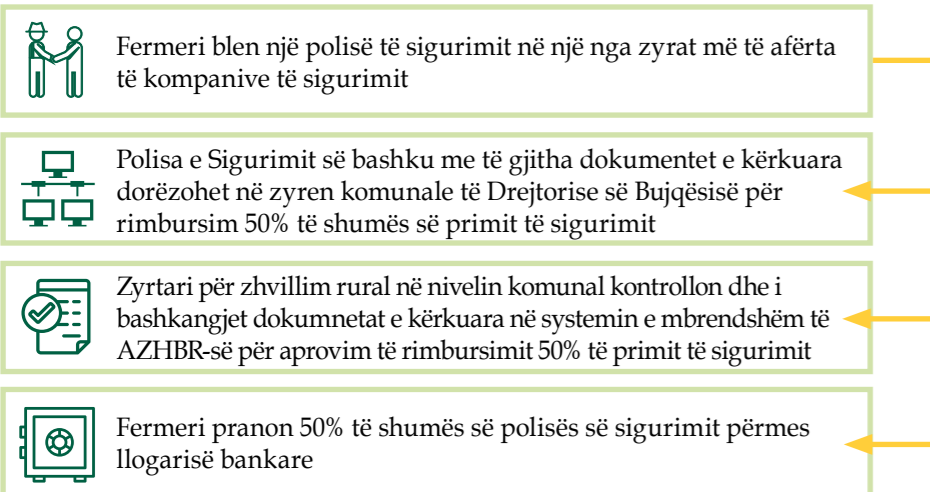 Fermeri blen një polisë të sigurimit në një nga zyrat më të afërta
të kompanive të sigurimit
Polisa e Sigurimit së bashku me të gjitha dokumentet e kërkuara
dorëzohet në zyren komunale të Drejtorise së Bujqësisë për
rimbursim 50% të shumës së primit të sigurimit
Zyrtari për zhvillim rural në nivelin komunal kontrollon dhe i
bashkangjet dokumnetat e kërkuara në systemin e mbrendshëm të
AZHBR-së për aprovim të rimbursimit 50% të primit të sigurimit
Fermeri pranon 50% të shumës së polisës së sigurimit përmes
llogarisë bankare